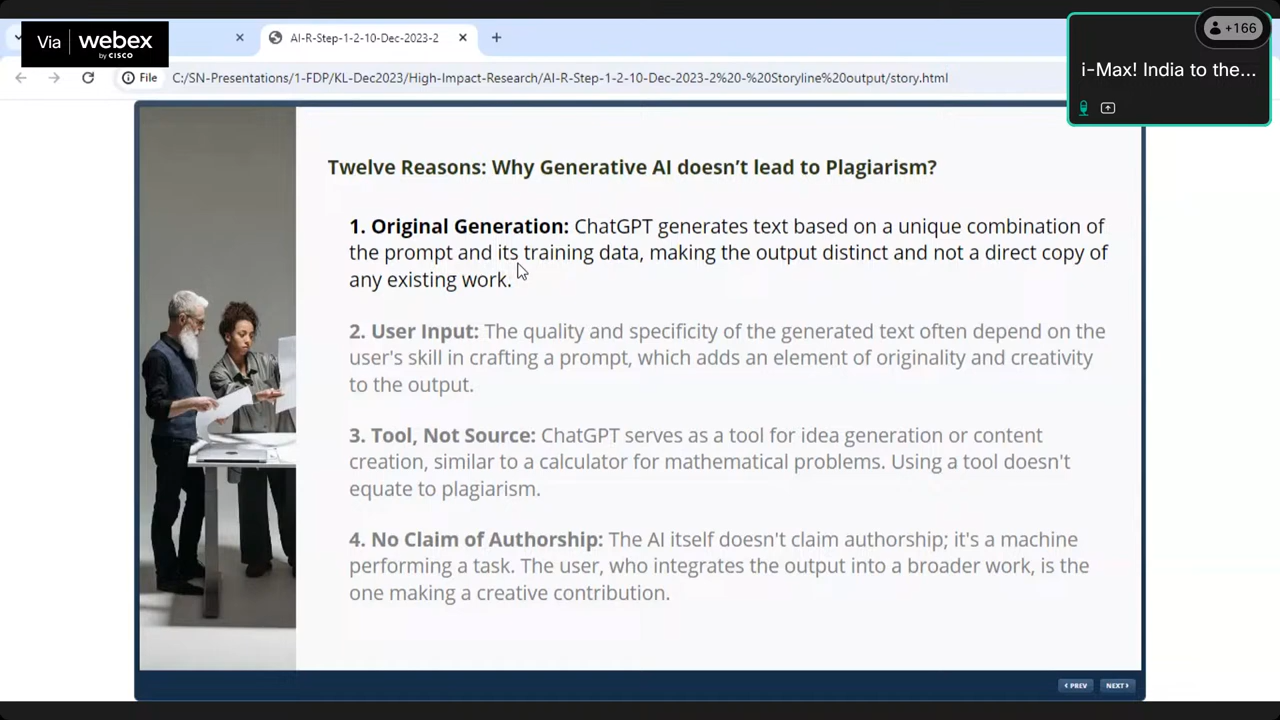 Via webex
by CISCO
AI-R-Step-1-2-10-Dec-2023-2
+166
File C:/SN-Presentations/1-FDP/KL-Dec2023/High-Impact-Research/AI-R-Step-1-2-10-Dec-2023-2%20-%20Storyline%20output/story.html
i-Max! India to the...
Twelve Reasons: Why Generative AI doesn’t lead to Plagiarism?
1. Original Generation: ChatGPT generates text based on a unique combination of
the prompt and its training data, making the output distinct and not a direct copy of
any existing work.
2. User Input: The quality and specificity of the generated text often depend on the
user's skill in crafting a prompt, which adds an element of originality and creativity
to the output.
3. Tool, Not Source: ChatGPT serves as a tool for idea generation or content
creation, similar to a calculator for mathematical problems. Using a tool doesn't
equate to plagiarism.
4. No Claim of Authorship: The AI itself doesn't claim authorship; it's a machine
performing a task. The user, who integrates the output into a broader work, is the
one making a creative contribution.
PREV NEXT